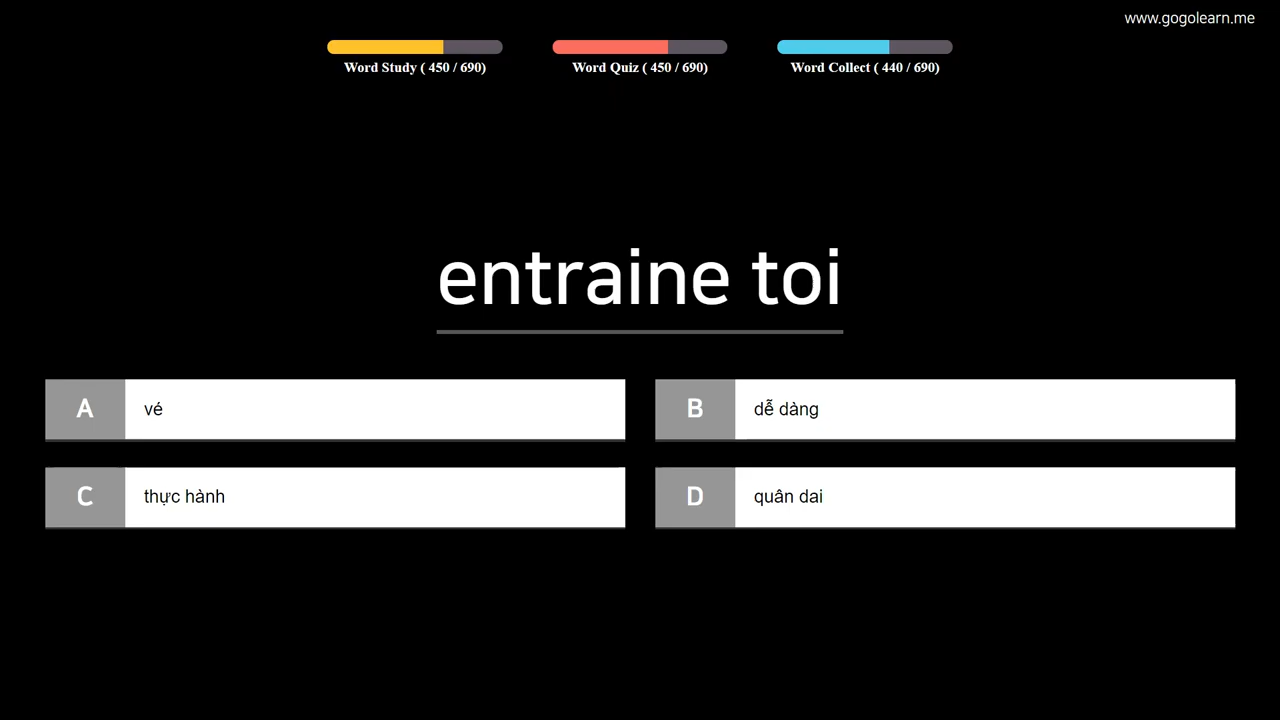 www.gogolearn.me
Word Study ( 450 / 690)
Word Quiz ( 450 / 690)
Word Collect ( 440 / 690)
entraine toi
A vé
B dễ dàng
C thực hành
D quân dai